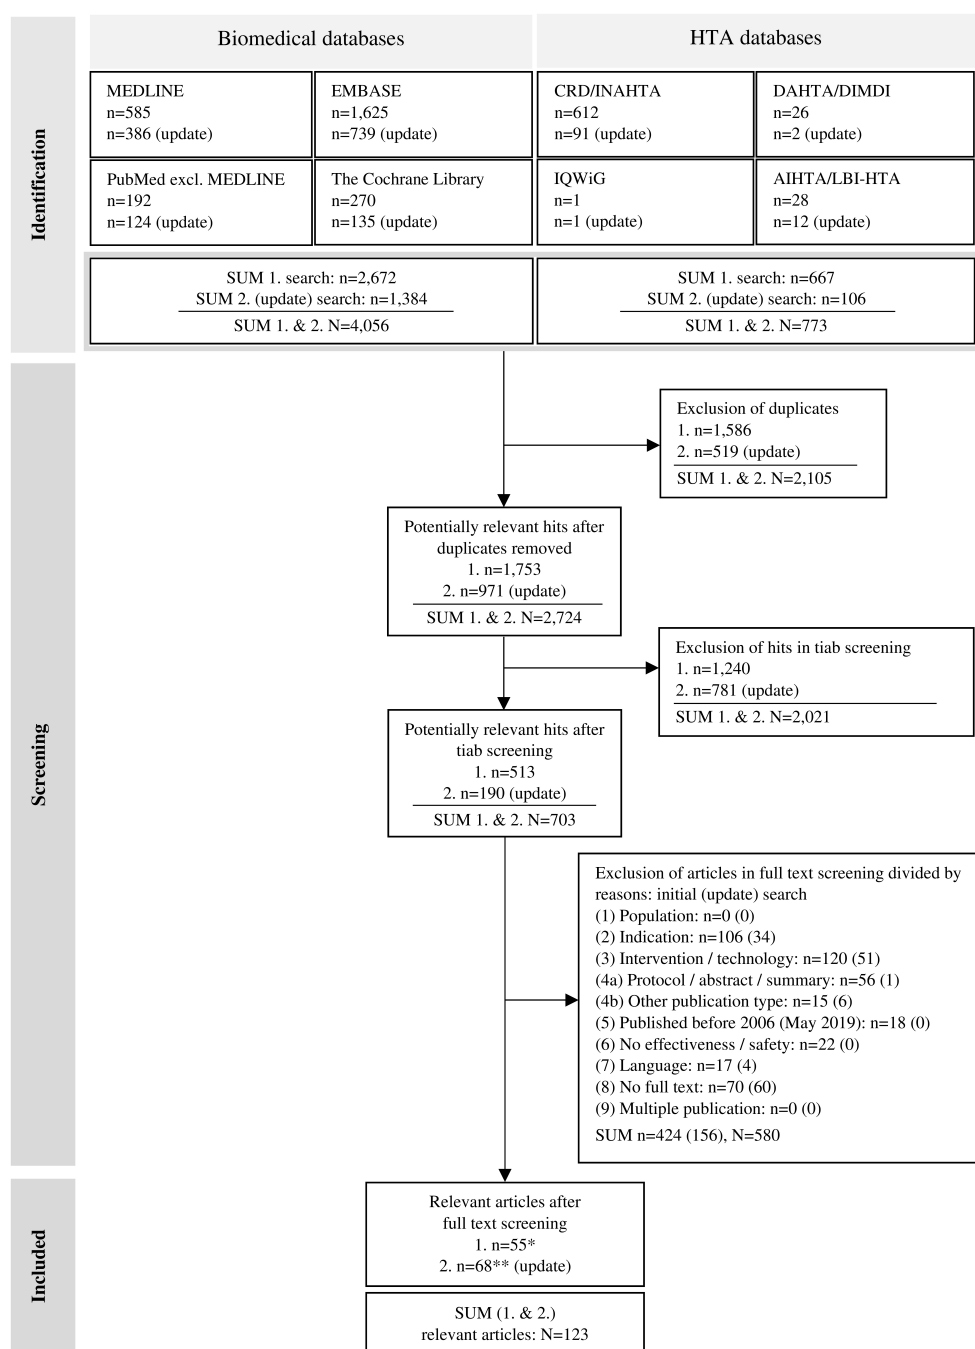 Biomedical databases
HTA databases
Identification
MEDLINE
n=585
n=386 (update)
EMBASE
n=1,625
n=739 (update)
CRD/INAHTA
n=612
n=91 (update)
DAHTA/DIMDI
n=26
n=2 (update)
PubMed excl. MEDLINE
n=192
n=124 (update)
The Cochrane Library
n=270
n=135 (update)
IQWiG
n=1
n=1 (update)
AIHTA/LBI-HTA
n=28
n=12 (update)
SUM 1. search: n=2,672
SUM 2. (update) search: n=1,384
SUM 1. & 2. N=4,056
SUM 1. search: n=667
SUM 2. (update) search: n=106
SUM 1. & 2. N=773
Screening
Exclusion of duplicates
1. n=1,586
2. n=519 (update)
SUM 1. & 2. N=2,105
Potentially relevant hits after
duplicates removed
1. n=1,753
2. n=971 (update)
SUM 1. & 2. N=2,724
Exclusion of hits in tiab screening
1. n=1,240
2. n=781 (update)
SUM 1. & 2. N=2,021
Potentially relevant hits after
tiab screening
1. n=513
2. n=190 (update)
SUM 1. & 2. N=703
Exclusion of articles in full text screening divided by
reasons: initial (update) search
(1) Population: n=0 (0)
(2) Indication: n=106 (34)
(3) Intervention / technology: n=120 (51)
(4a) Protocol / abstract / summary: n=56 (1)
(4b) Other publication type: n=15 (6)
(5) Published before 2006 (May 2019): n=18 (0)
(6) No effectiveness / safety: n=22 (0)
(7) Language: n=17 (4)
(8) No full text: n=70 (60)
(9) Multiple publication: n=0 (0)
SUM n=424 (156), N=580
Included
Relevant articles after
full text screening
1. n=55*
2. n=68** (update)
SUM (1. & 2.)
relevant articles: N=123